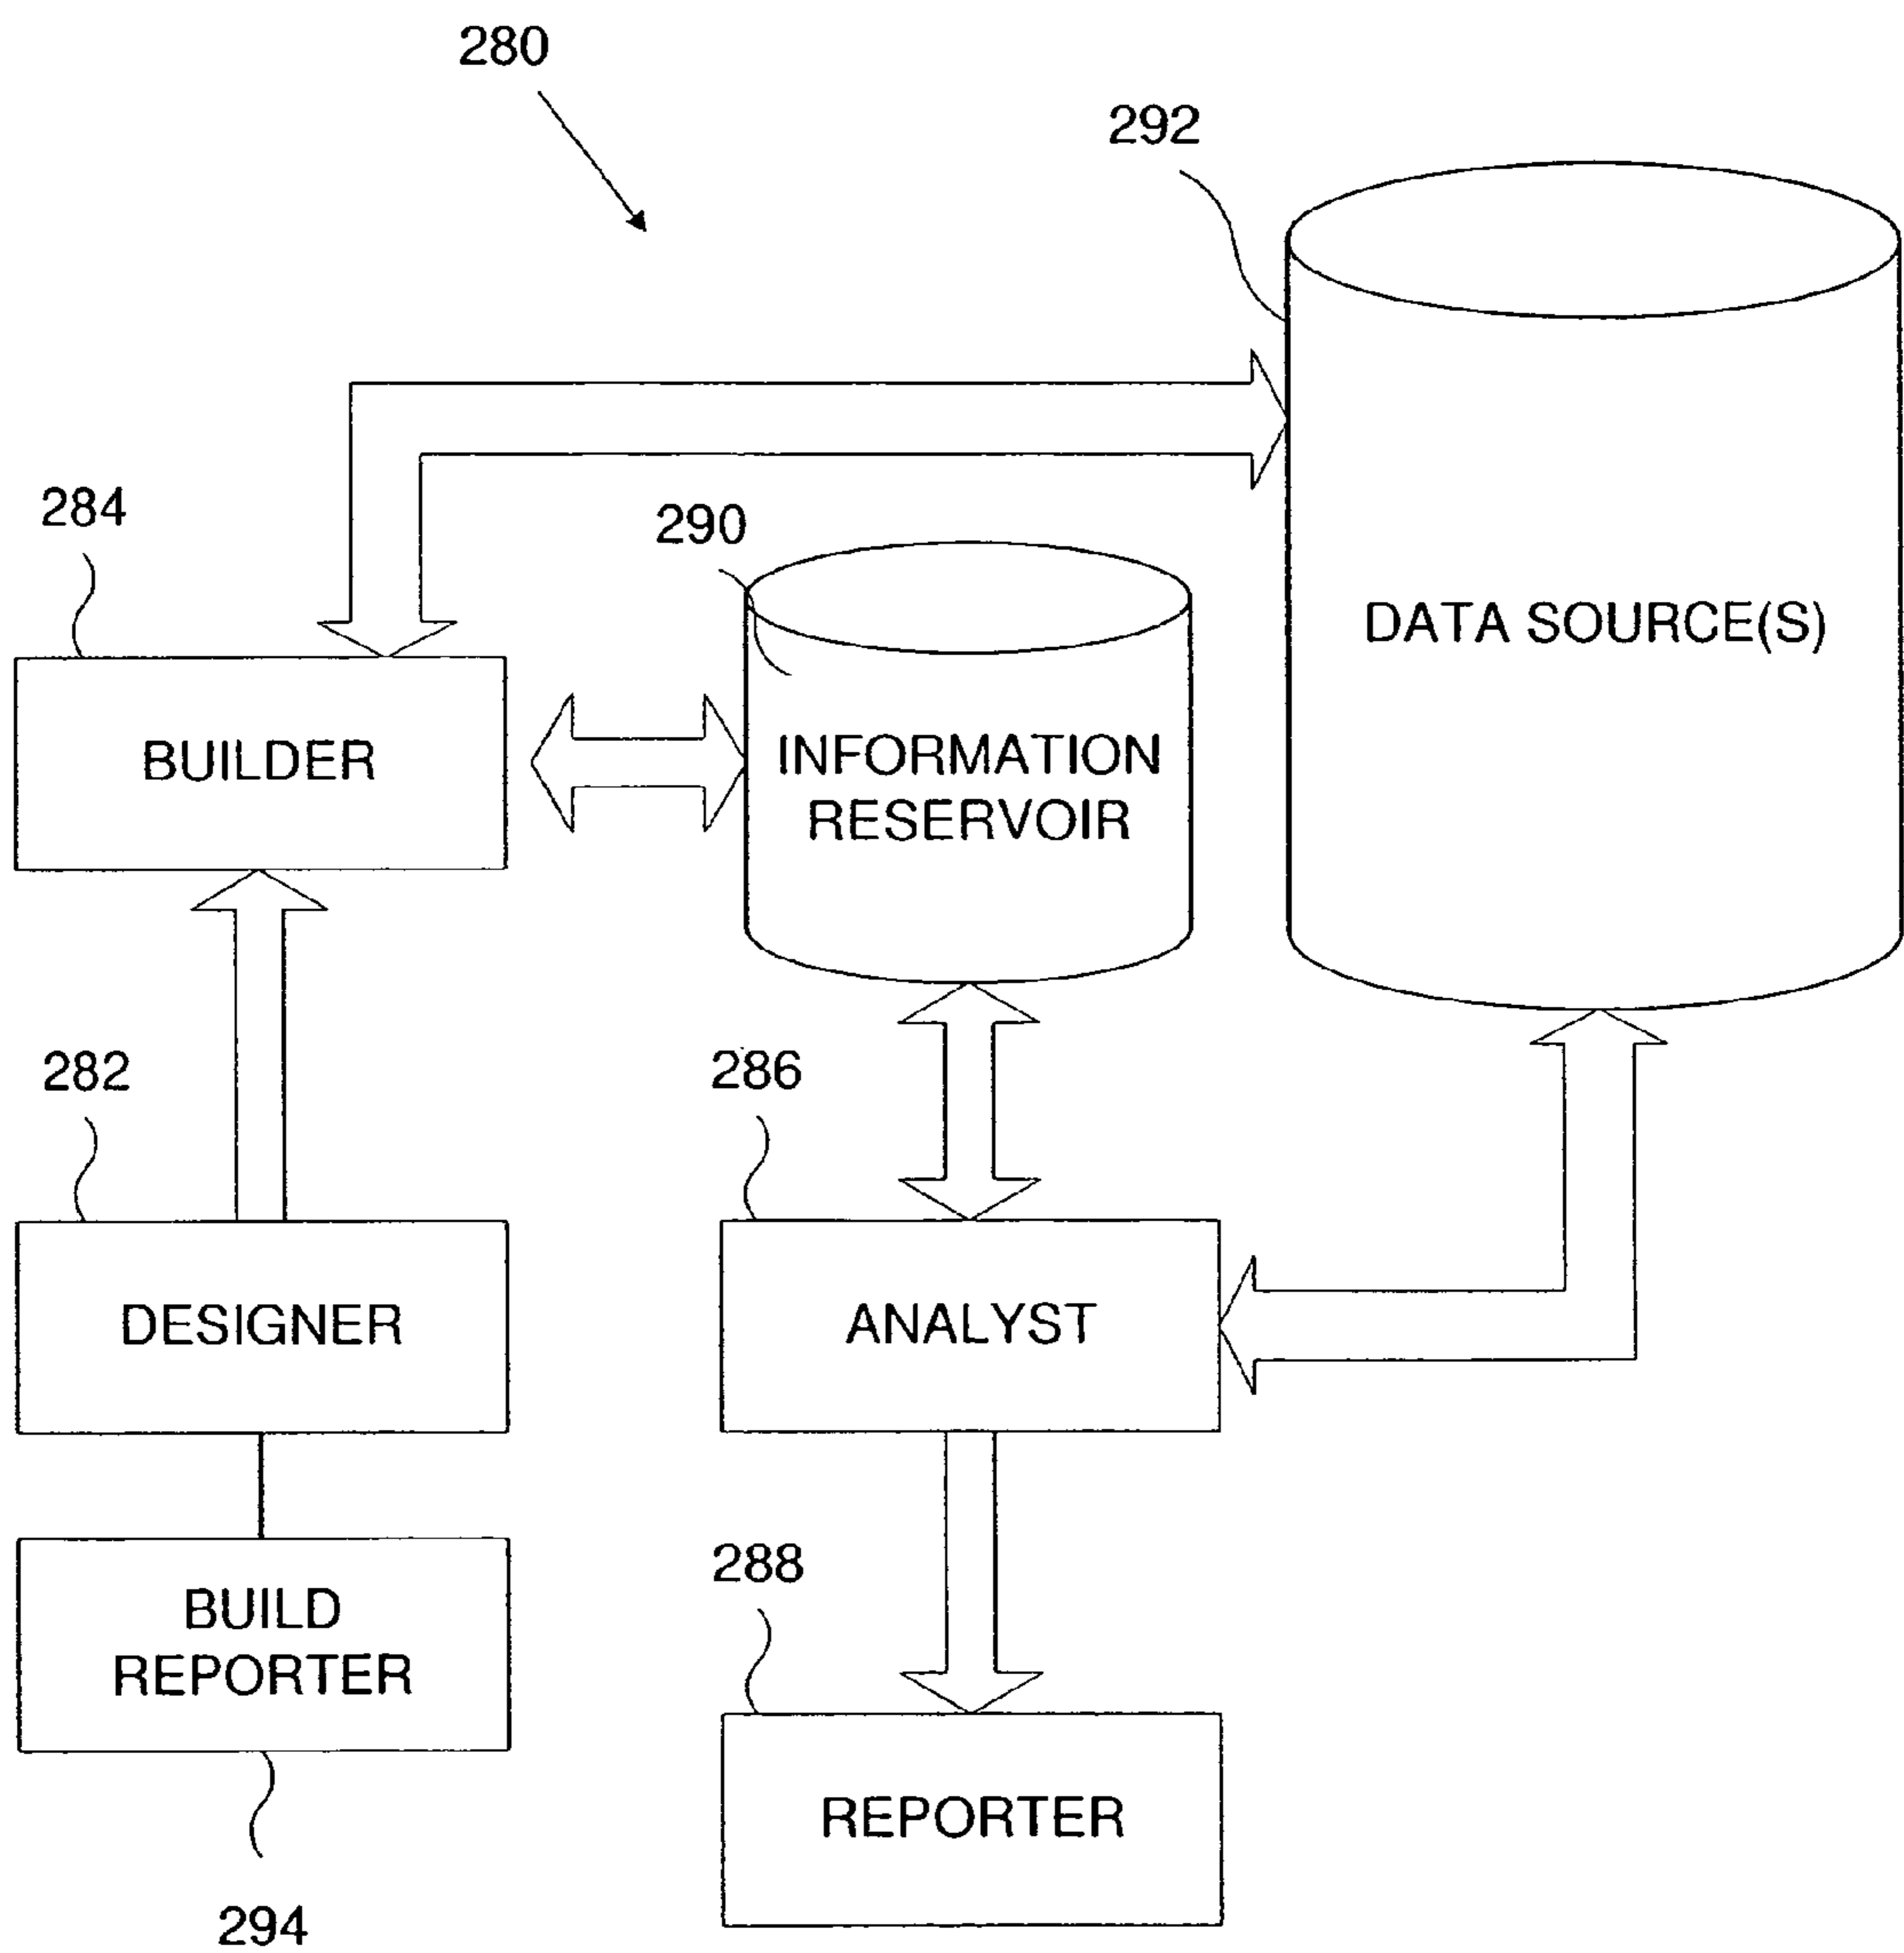 280
292
284
290
DATA SOURCE(S)
BUILDER
INFORMATION
RESERVOIR
282
286
DESIGNER
ANALYST
BUILD
REPORTER
288
REPORTER
294